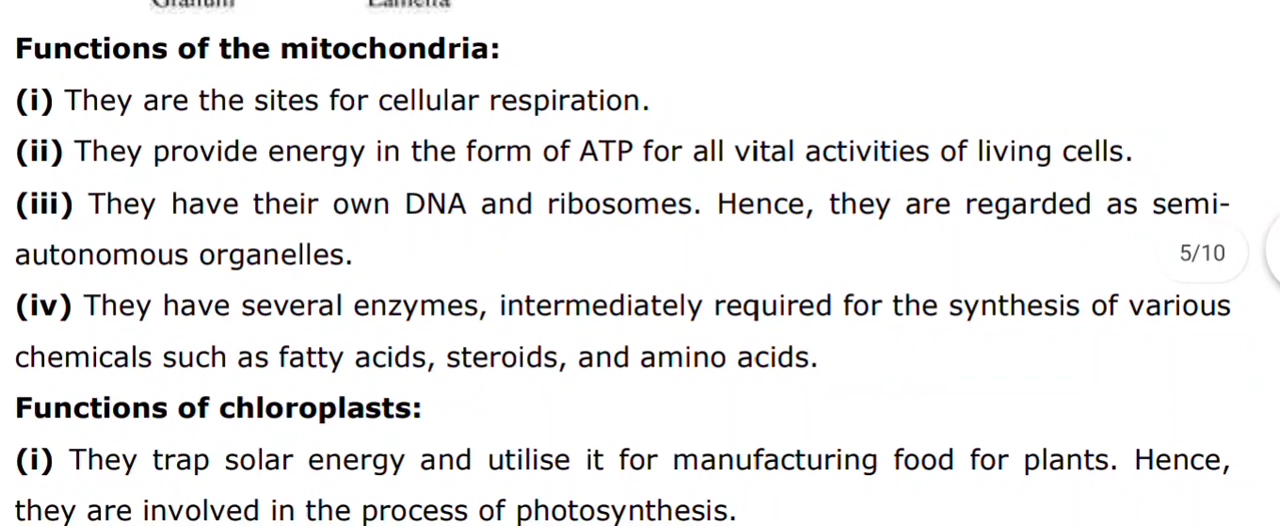 Functions of the mitochondria:
(i) They are the sites for cellular respiration.
(ii) They provide energy in the form of ATP for all vital activities of living cells.
(iii) They have their own DNA and ribosomes. Hence, they are regarded as semi-
autonomous organelles.
5/10
(iv) They have several enzymes, intermediately required for the synthesis of various
chemicals such as fatty acids, steroids, and amino acids.
Functions of chloroplasts:
(i) They trap solar energy and utilise it for manufacturing food for plants. Hence,
they are involved in the process of photosynthesis.